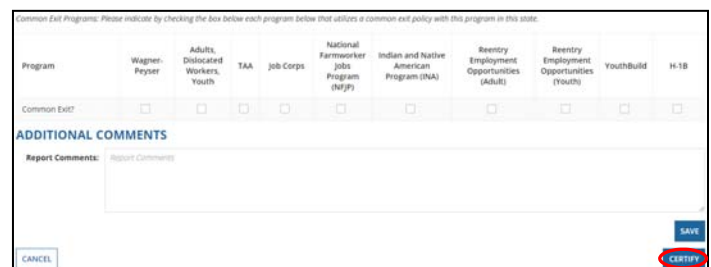 Common Exit Programs: Please indicate by checking the box below each program below that utilizes a common exit policy with this program in this state.
Program
Wagner-
Peyser
Adults,
Dislocated
Workers,
Youth
TAA
Job Corps
National
Farmworker
Jobs
Program
(NFJP)
Indian and Native
American
Program (INA)
Reentry
Employment
Opportunities
(Adult)
Reentry
Employment
Opportunities
(Youth)
YouthBuild
H-1B
Common Exit?
ADDITIONAL COMMENTS
Report Comments:
Report Comments
SAVE
CANCEL
CERTIFY